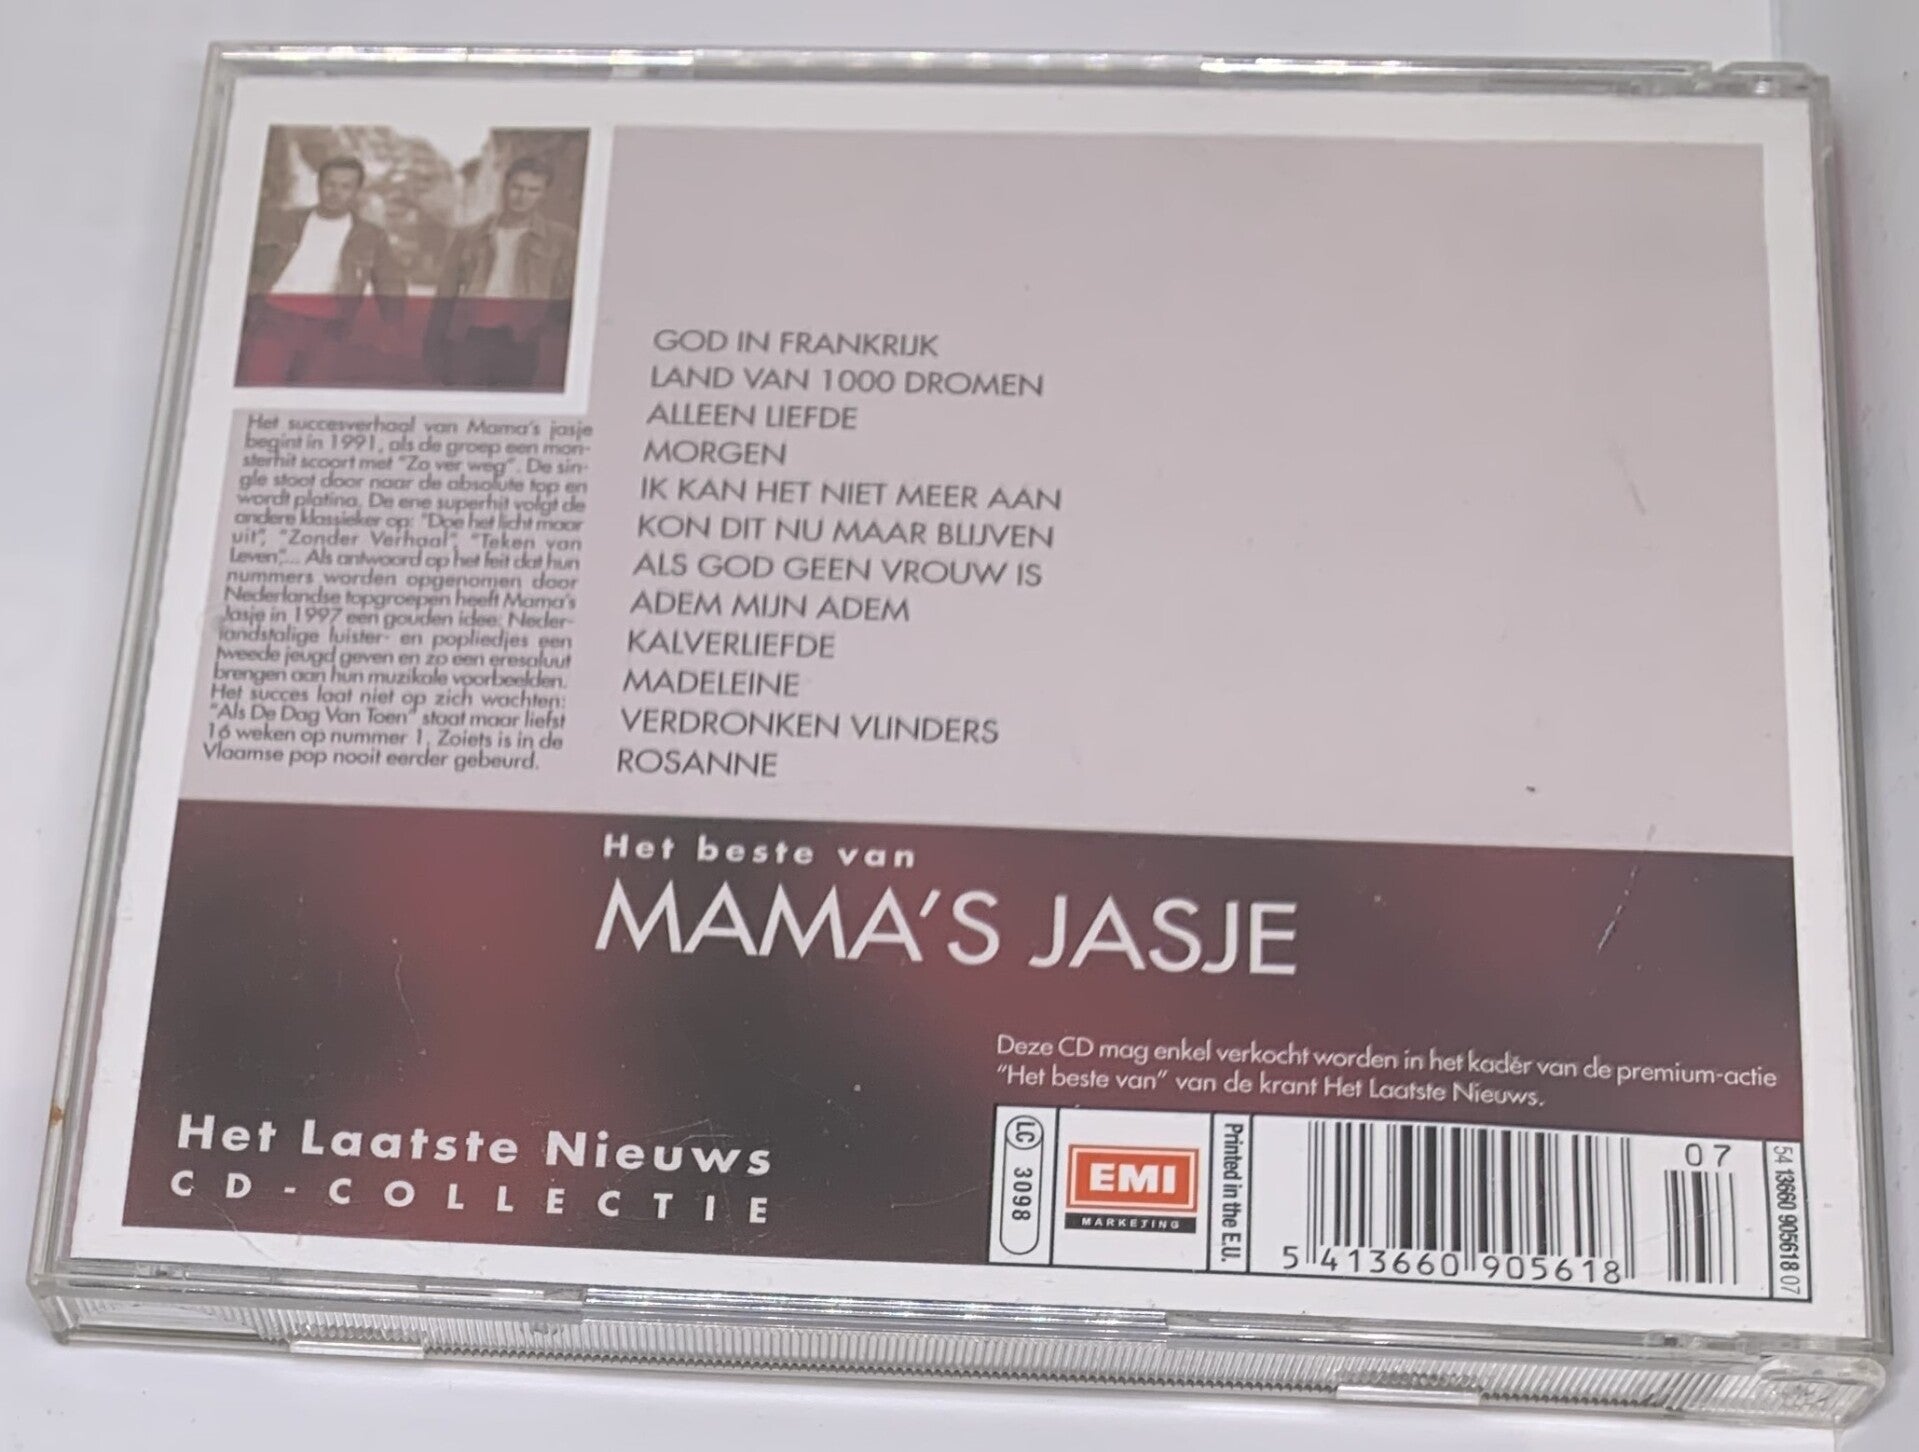 Het succesverhaal van Mama's jasje
begint in 1991, als de groep een mon-
sterhit scoort met "Zo ver weg". De sin-
gle stoot door naar de absolute top en
wordt platina. De ene superhit volgt de
andere klassieker op: "Doe het licht maar
uit", "Zonder Verhaal", "Teken van
Leven",... Als antwoord op het feit dat hun
nummers worden opgenomen door
Nederlandse topgroepen heeft Mama's
Jasje in 1997 een gouden idee: Neder-
landstalige luister- en popliedjes een
tweede jeugd geven en zo een eresaluut
brengen aan hun muzikale voorbeelden.
Het succes laat niet op zich wachten:
"Als De Dag Van Toen" staat maar liefst
16 weken op nummer 1. Zoiets is in de
Vlaamse pop nooit eerder gebeurd.
GOD IN FRANKRIJK
LAND VAN 1000 DROMEN
ALLEEN LIEFDE
MORGEN
IK KAN HET NIET MEER AAN
KON DIT NU MAAR BLIJVEN
ALS GOD GEEN VROUW IS
ADEM MIJN ADEM
KALVERLIEFDE
MADELEINE
VERDRONKEN VLINDERS
ROSANNE
Het beste van
MAMA'S JASJE
Deze CD mag enkel verkocht worden in het kader van de premium-actie
"Het beste van" van de krant Het Laatste Nieuws.
Het Laatste Nieuws
CD-COLLECTIE
LC 3098
EMI
MARKETING
Printed in the E.U.
07
5 413660 905618
54 13660 905618 07